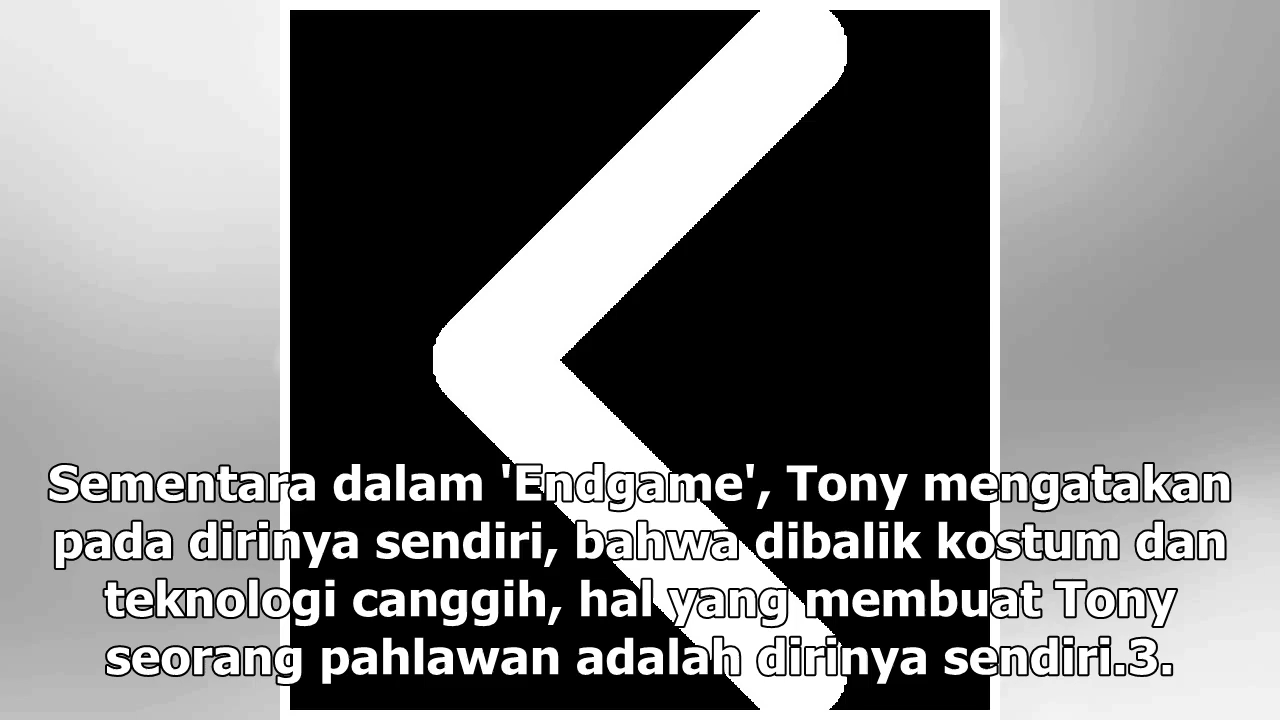 Sementara dalam 'Endgame', Tony mengatakan
pada dirinya sendiri, bahwa dibalik kostum dan
teknologi canggih, hal yang membuat Tony
seorang pahlawan adalah dirinya sendiri.3.